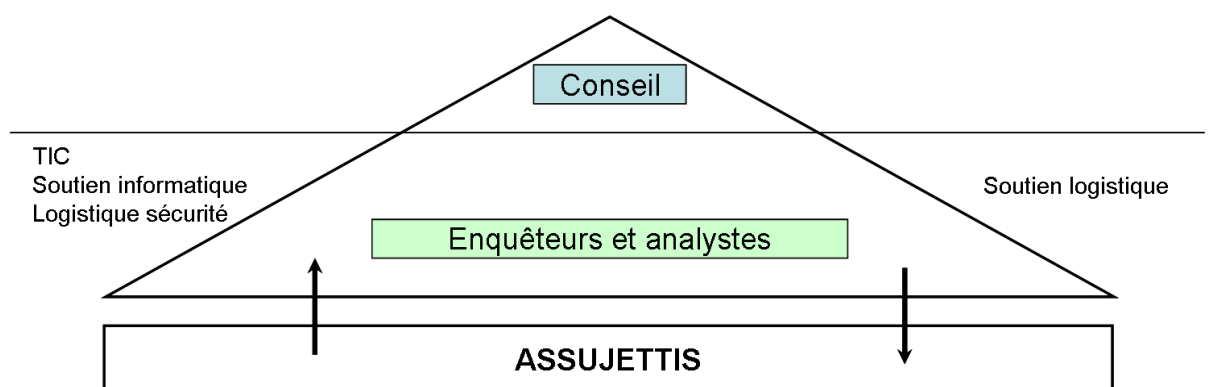 Conseil
TIC
Soutien informatique
Logistique sécurité
Soutien logistique
Enquêteurs et analystes
ASSUJETTIS